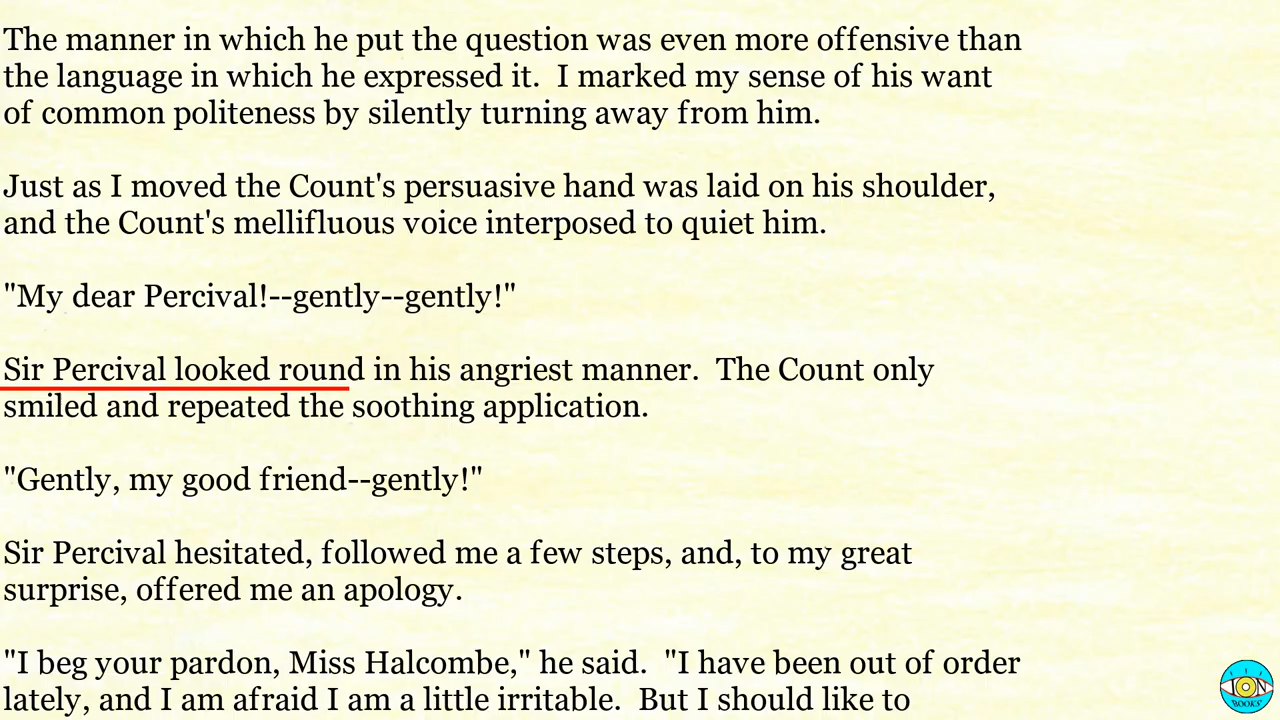 The manner in which he put the question was even more offensive than
the language in which he expressed it.  I marked my sense of his want
of common politeness by silently turning away from him.
Just as I moved the Count's persuasive hand was laid on his shoulder,
and the Count's mellifluous voice interposed to quiet him.
"My dear Percival!--gently--gently!"
Sir Percival looked round in his angriest manner.  The Count only
smiled and repeated the soothing application.
"Gently, my good friend--gently!"
Sir Percival hesitated, followed me a few steps, and, to my great
surprise, offered me an apology.
"I beg your pardon, Miss Halcombe," he said.  "I have been out of order
lately, and I am afraid I am a little irritable.  But I should like to
ION
BOOKS